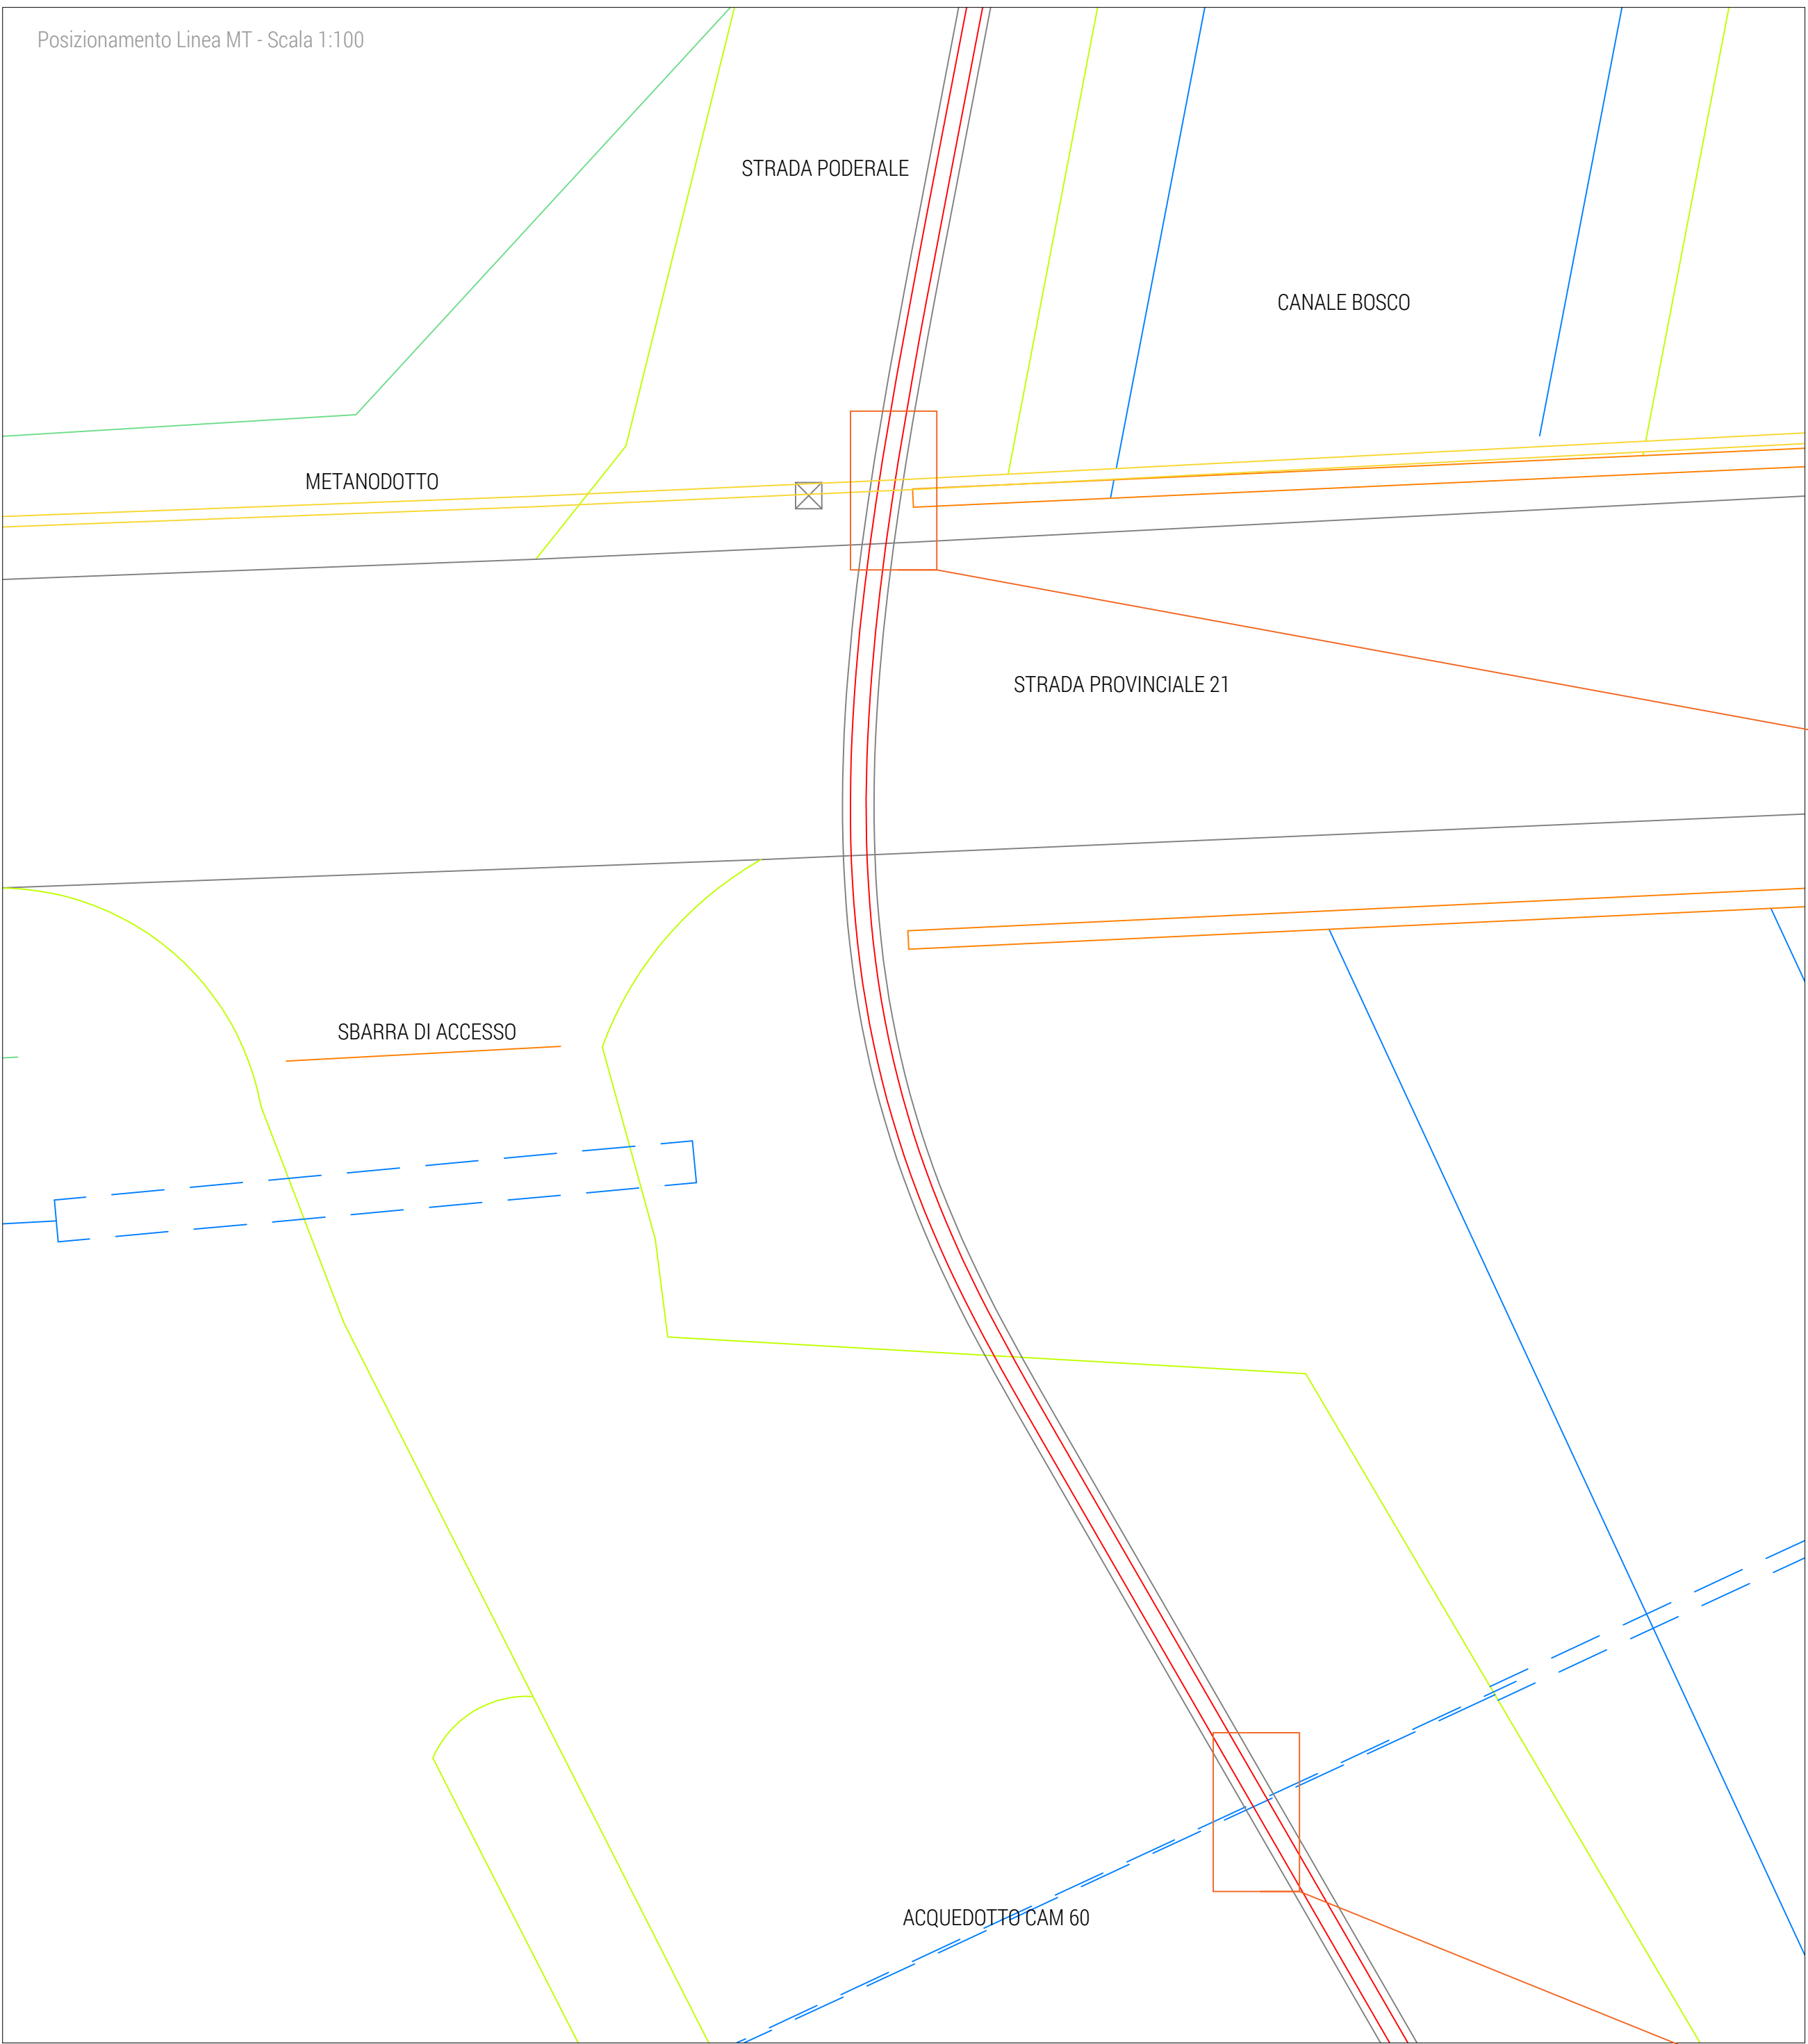 Posizionamento Linea MT - Scala 1:100
STRADA PODERALE
CANALE BOSCO
METANODOTTO
STRADA PROVINCIALE 21
SBARRA DI ACCESSO
ACQUEDOTTO CAM 60